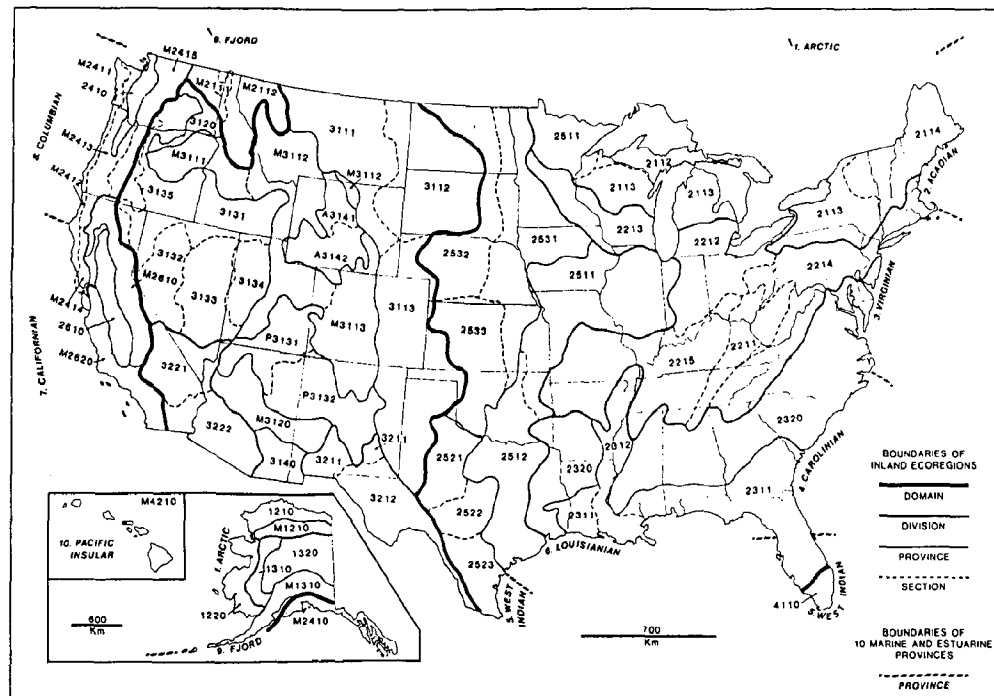 9. FJORD
1. ARCTIC
M2415
M2411
M2111
M2112
2410
8. COLUMBIAN
3120
3111
2511
2114
M2413
M3111
M3112
2112
M2412
M3112
3112
2113
2113
2113
2. ACADIAN
3135
3131
A3141
2213
2531
2212
2532
A3142
3132
M2610
3133
3134
2511
2214
3. VIRGINIAN
M2414
M3113
3113
2533
2610
P3131
2211
2215
M2620
7. CALIFORNIAN
3221
P3132
3222
M3120
3211
2320
2312
3140
3211
2521
2512
2320
4. CAROLINIAN
3212
2311
2522
2311
6. LOUISIANIAN
2523
5. WEST
INDIAN
4110
5. WEST
INDIAN
M4210
10. PACIFIC
INSULAR
1210
M1210
1. ARCTIC
1320
1310
M1310
1220
M2410
9. FJORD
600
Km
700
Km
BOUNDARIES OF
INLAND ECOREGIONS
DOMAIN
DIVISION
PROVINCE
SECTION
BOUNDARIES OF
10 MARINE AND ESTUARINE
PROVINCES
PROVINCE